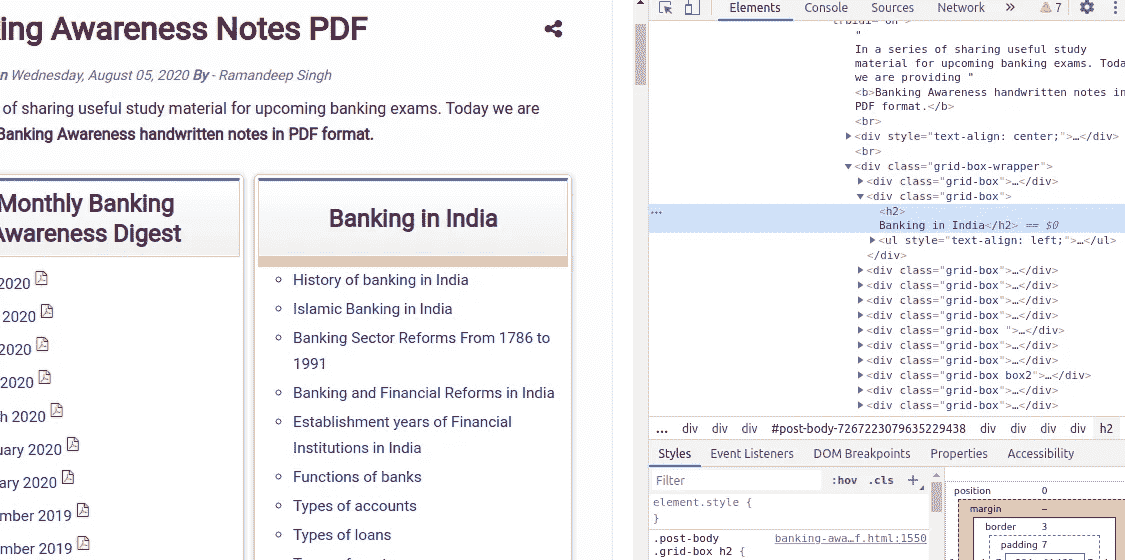 king Awareness Notes PDF
n Wednesday, August 05, 2020 By - Ramandeep Singh
of sharing useful study material for upcoming banking exams. Today we are
Banking Awareness handwritten notes in PDF format.
Monthly Banking
Awareness Digest
2020
2020
2020
2020
h 2020
uary 2020
ary 2020
mber 2019
mber 2019
Banking in India
History of banking in India
Islamic Banking in India
Banking Sector Reforms From 1786 to
1991
Banking and Financial Reforms in India
Establishment years of Financial
Institutions in India
Functions of banks
Types of accounts
Types of loans
Elements Console Sources Network » 7
"
In a series of sharing useful study
material for upcoming banking exams. Toda
we are providing "
<b>Banking Awareness handwritten notes in
PDF format.</b>
<br>
<div style="text-align: center;">…</div>
<br>
<div class="grid-box-wrapper">
<div class="grid-box">…</div>
<div class="grid-box">
… <h2>
Banking in India</h2> == $0
<ul style="text-align: left;">…</ul>
</div>
<div class="grid-box">…</div>
<div class="grid-box">…</div>
<div class="grid-box">…</div>
<div class="grid-box">…</div>
<div class="grid-box ">…</div>
<div class="grid-box">…</div>
<div class="grid-box">…</div>
<div class="grid-box box2">…</div>
<div class="grid-box">…</div>
<div class="grid-box">…</div>
… div div div #post-body-7267223079635229438 div div div div h2
Styles Event Listeners DOM Breakpoints Properties Accessibility
Filter :hov .cls +
element.style {
}
.post-body banking-awa…f.html:1550
.grid-box h2 {
position 0
margin –
border 3
padding 7